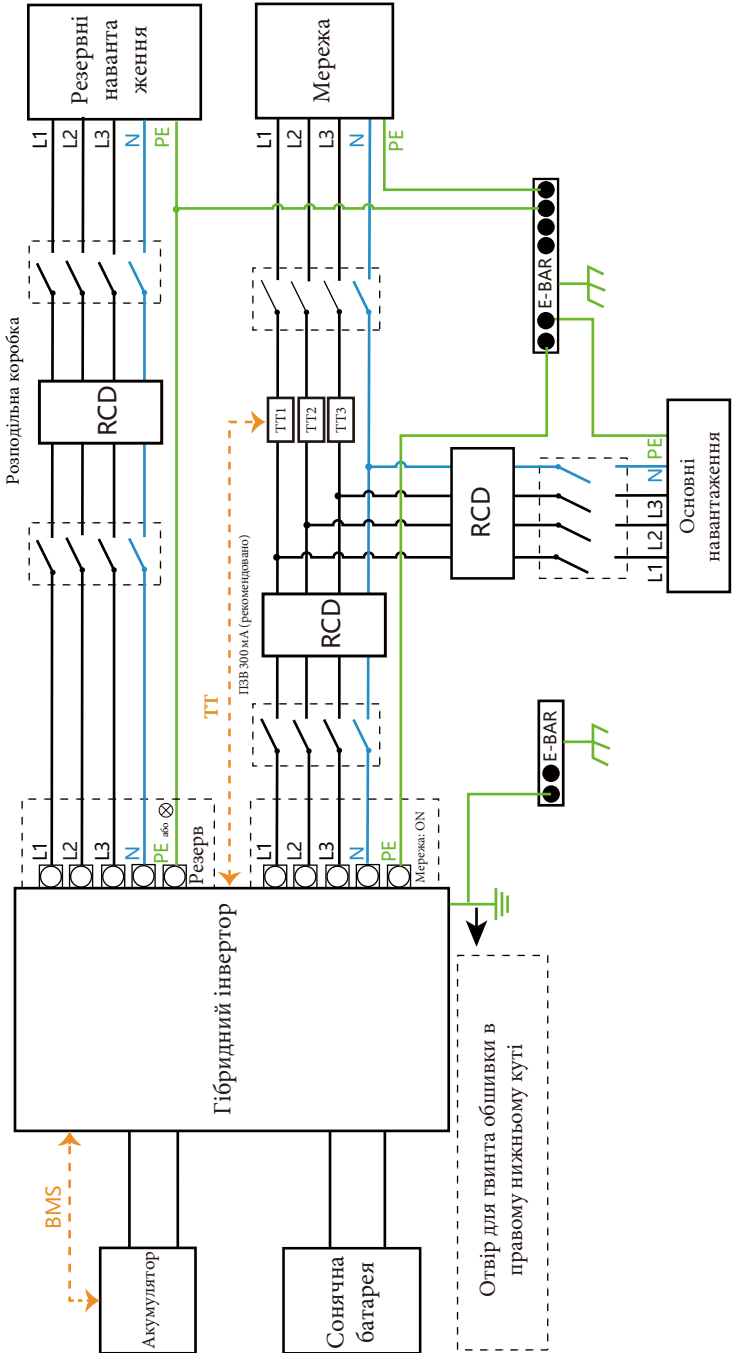 Резервні
наванта
ження
Мережа
L1
L2
L3
N
PE
L1
L2
L3
N
PE
Розподільна коробка
RCD
E-BAR
TT1
TT2
TT3
TT
ПЗВ 300 мА (рекомендовано)
RCD
RCD
L1
L2
L3
N
PE
Основні
навантаження
E-BAR
L1
L2
L3
N
PE
або
Резерв
L1
L2
L3
N
PE
Мережа: ON
Гібридний інвертор
Отвір для гвинта обшивки в
правому нижньому куті
BMS
Акумулятор
Сонячна
батарея